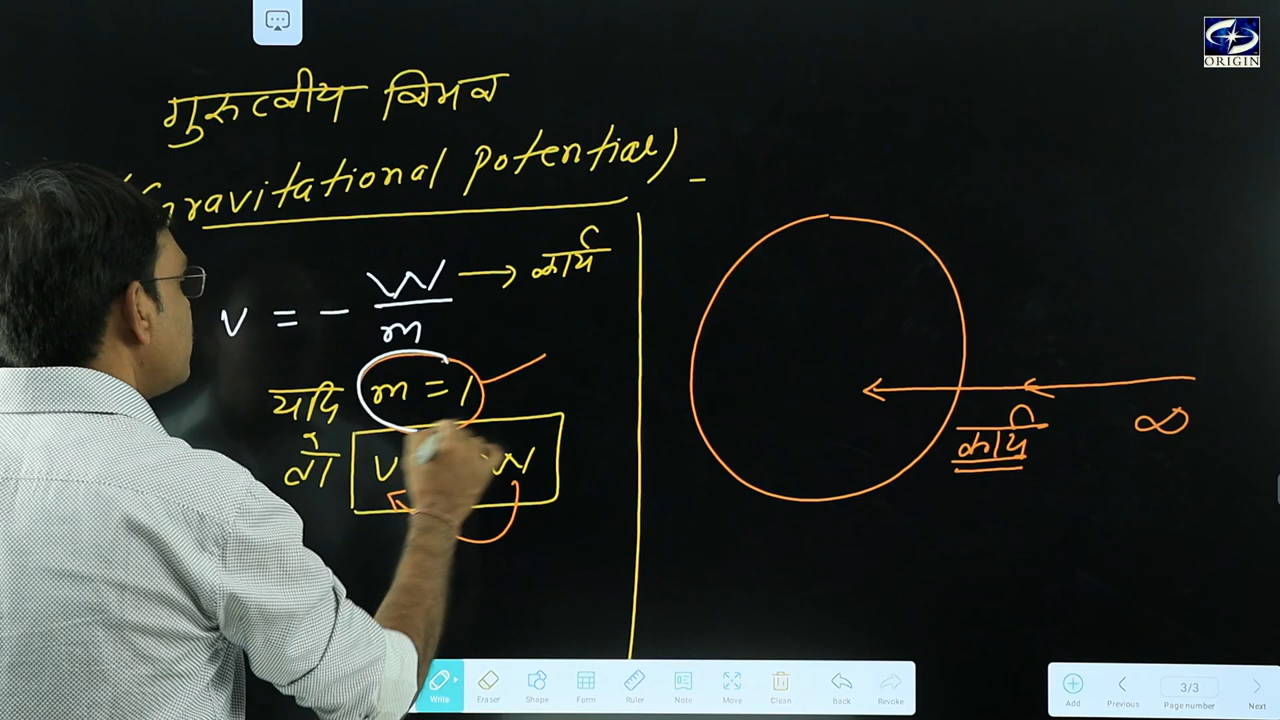 गुरुत्वीय विभव
(Gravitational potential) -
v = - W/m → कार्य
यदि m = 1
तो V W
कार्य
∞
ORIGIN
Write Eraser Shape Form Ruler Note Move Clean back Revoke
Add Previous 3/3 Page number Next